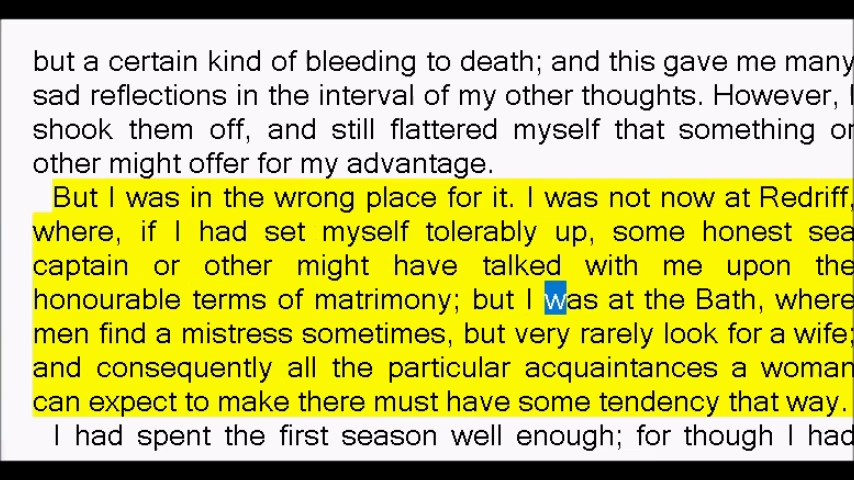 but a certain kind of bleeding to death; and this gave me many
sad reflections in the interval of my other thoughts. However, I
shook them off, and still flattered myself that something or
other might offer for my advantage.
But I was in the wrong place for it. I was not now at Redriff,
where, if I had set myself tolerably up, some honest sea
captain or other might have talked with me upon the
honourable terms of matrimony; but I was at the Bath, where
men find a mistress sometimes, but very rarely look for a wife;
and consequently all the particular acquaintances a woman
can expect to make there must have some tendency that way.
I had spent the first season well enough; for though I had